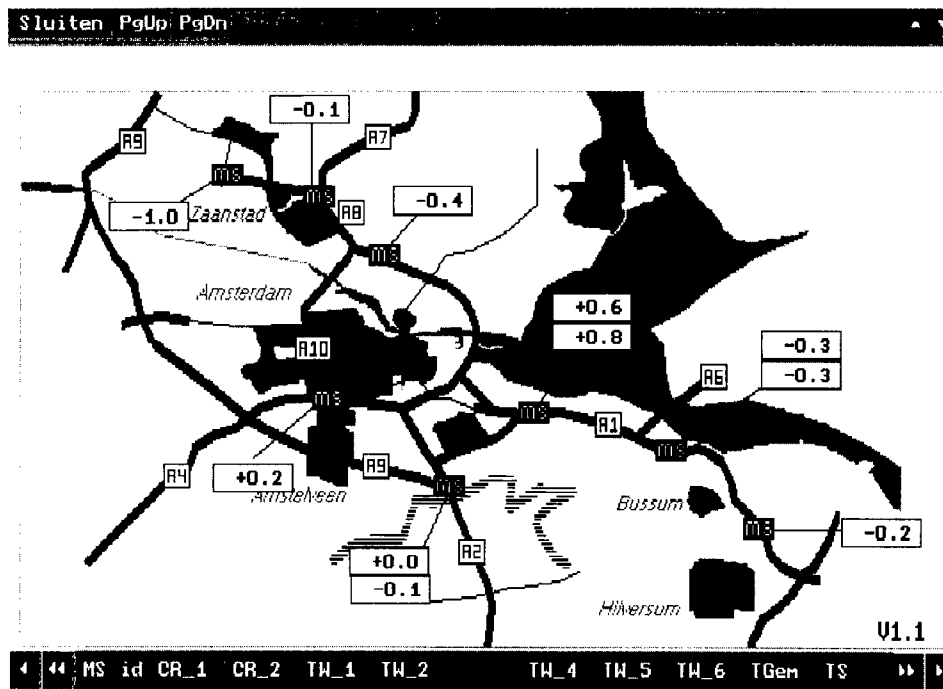 Sluiten PgUp PgDn
-0.1
A9
A7
MS
MS
-1.0
Zaanstad
A8
-0.4
MS
Amsterdam
+0.6
+0.8
A10
-0.3
-0.3
A6
MS
MS
A1
MS
A4
+0.2
A9
Amstelveen
MS
Bussum
MS
-0.2
+0.0
-0.1
A2
Hilversum
V1.1
MS id CR_1 CR_2 TW_1 TW_2 TW_4 TW_5 TW_6 TGem TS